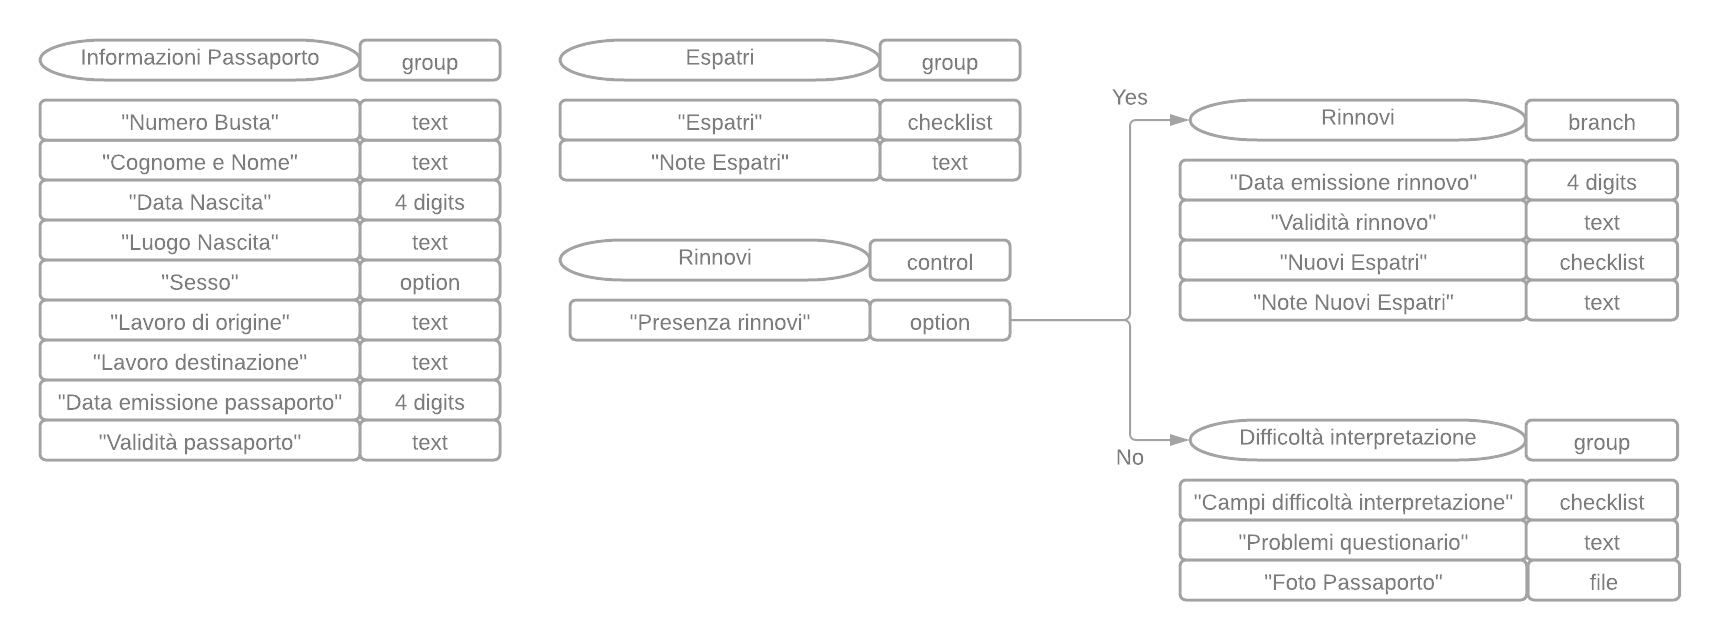 Informazioni Passaporto group
"Numero Busta" text
"Cognome e Nome" text
"Data Nascita" 4 digits
"Luogo Nascita" text
"Sesso" option
"Lavoro di origine" text
"Lavoro destinazione" text
"Data emissione passaporto" 4 digits
"Validità passaporto" text
Espatri group
"Espatri" checklist
"Note Espatri" text
Rinnovi control
"Presenza rinnovi" option
Yes
Rinnovi branch
"Data emissione rinnovo" 4 digits
"Validità rinnovo" text
"Nuovi Espatri" checklist
"Note Nuovi Espatri" text
No
Difficoltà interpretazione group
"Campi difficoltà interpretazione" checklist
"Problemi questionario" text
"Foto Passaporto" file